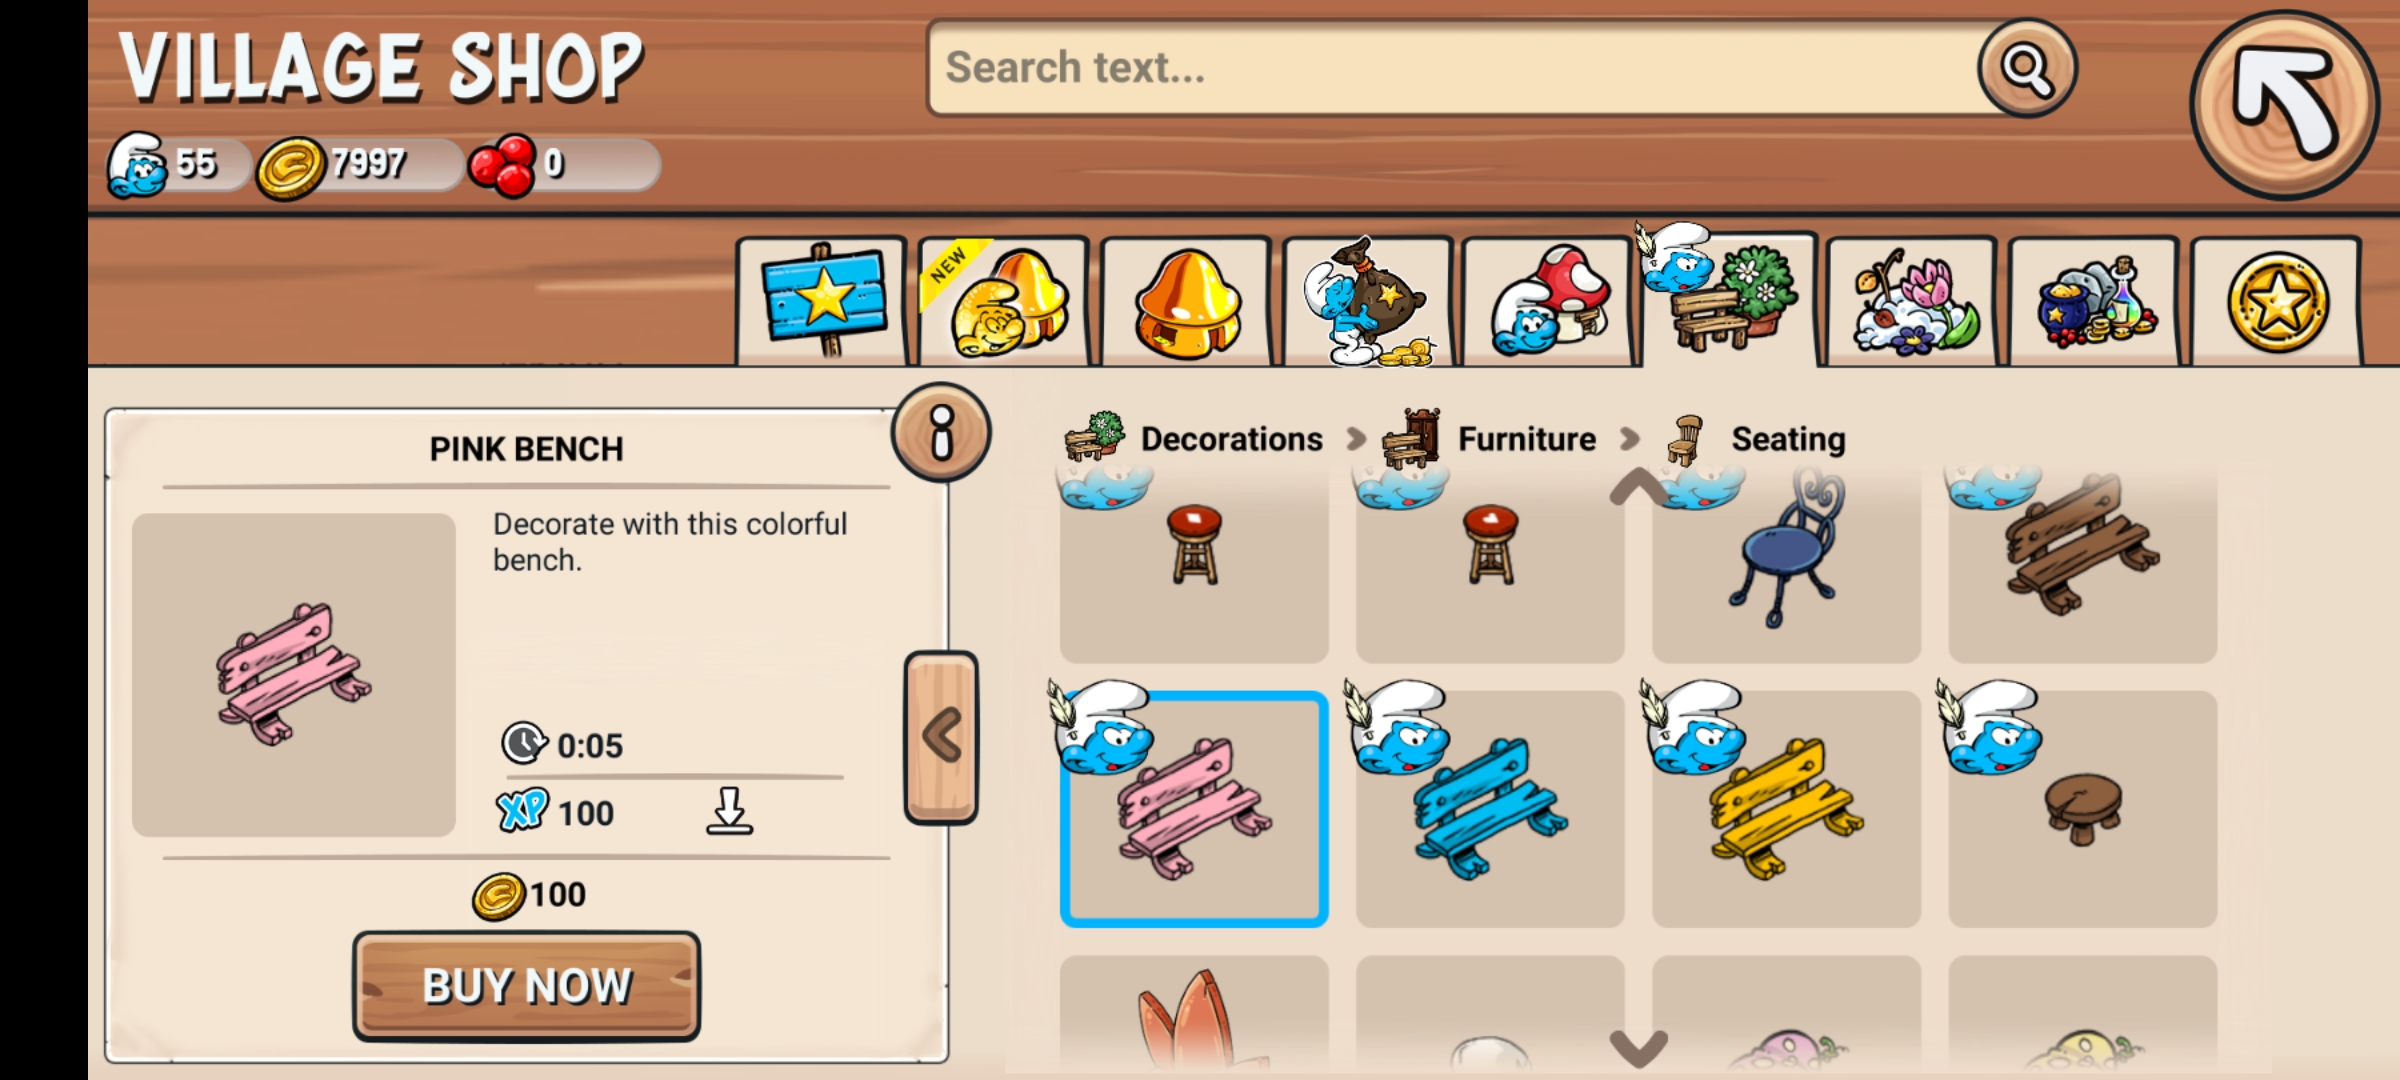 VILLAGE SHOP
Search text...
55
7997
0
NEW
PINK BENCH
Decorations
Furniture
Seating
Decorate with this colorful
bench.
0:05
XP 100
100
BUY NOW